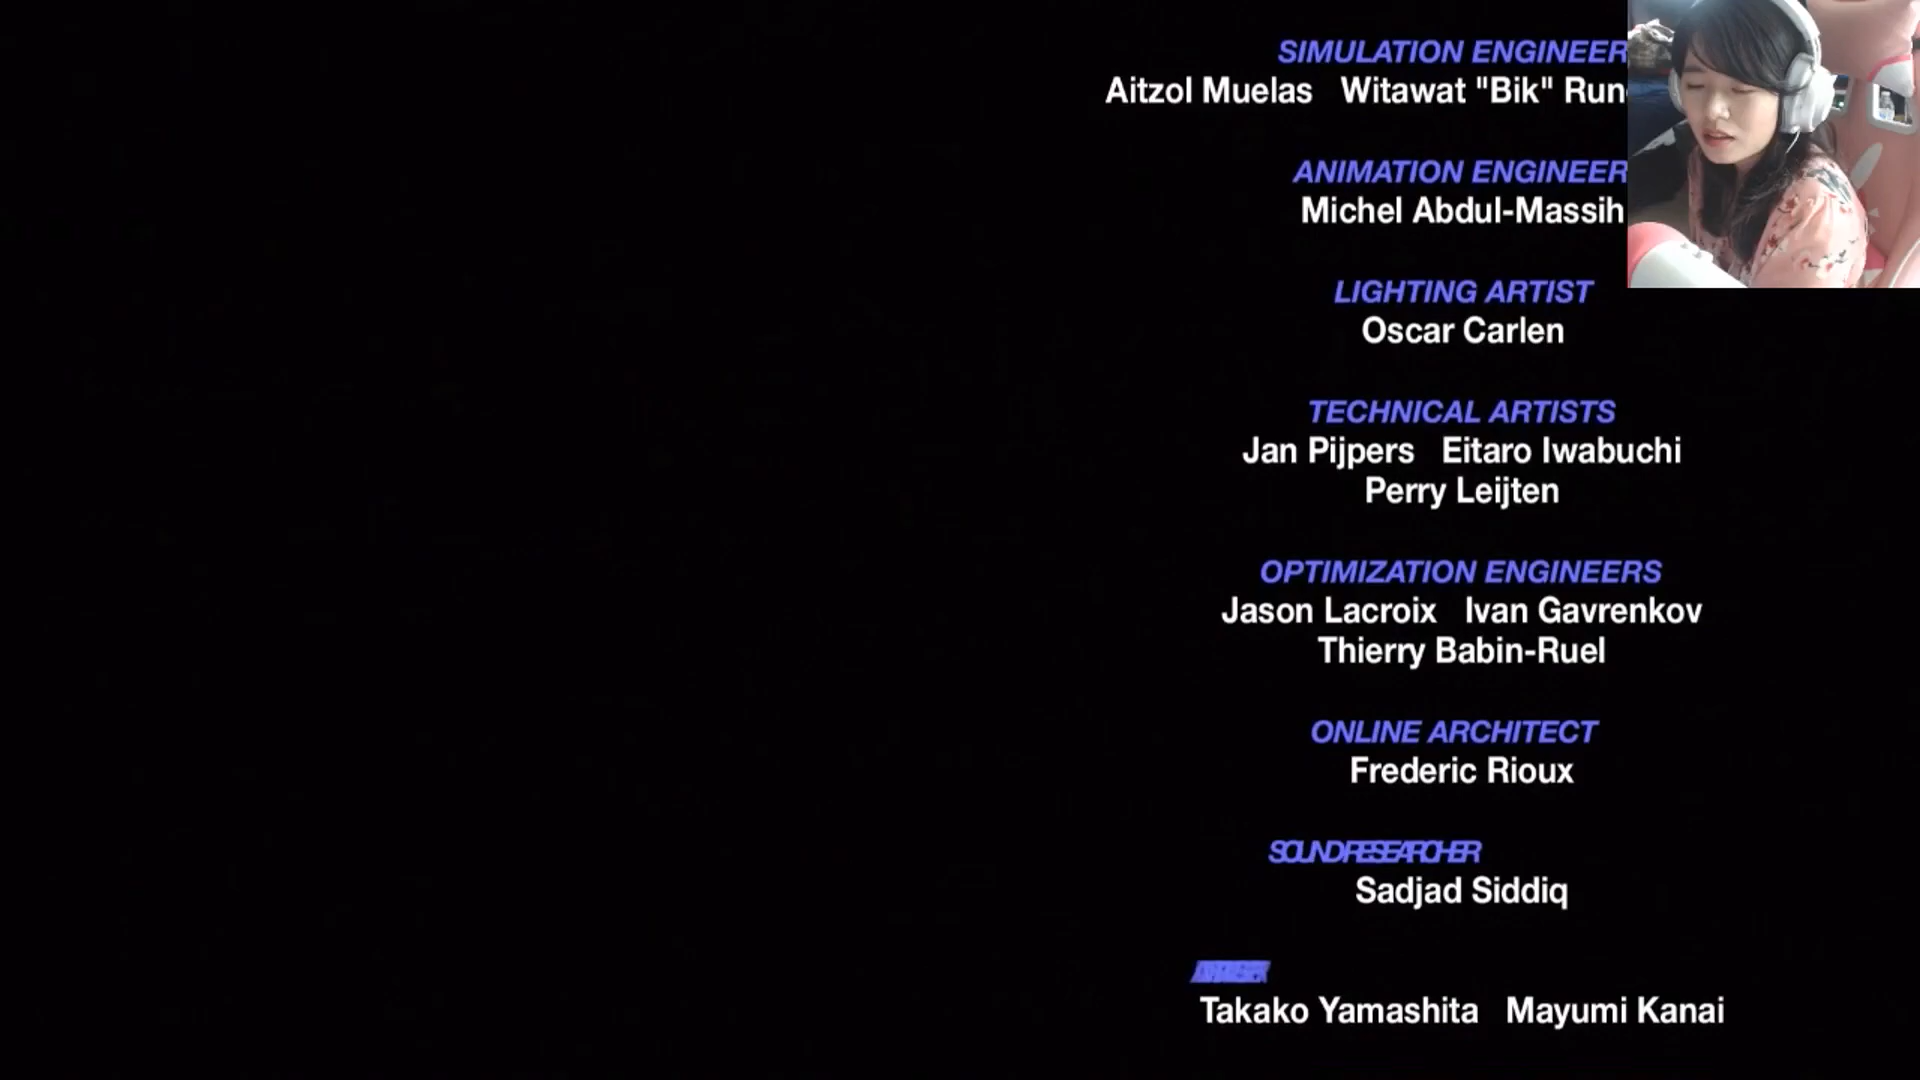 SIMULATION ENGINEER
Aitzol Muelas Witawat "Bik"
ANIMATION ENGINEER
Michel Abdul-Massih
LIGHTING ARTIST
Oscar Carlen
TECHNICAL ARTISTS
Jan Pijpers Eitaro Iwabuchi
Perry Leijten
OPTIMIZATION ENGINEERS
Jason Lacroix Ivan Gavrenkov
Thierry Babin-Ruel
ONLINE ARCHITECT
Frederic Rioux
SOUND RESEARCHER
Sadjad Siddiq
Takako Yamashita Mayumi Kanai